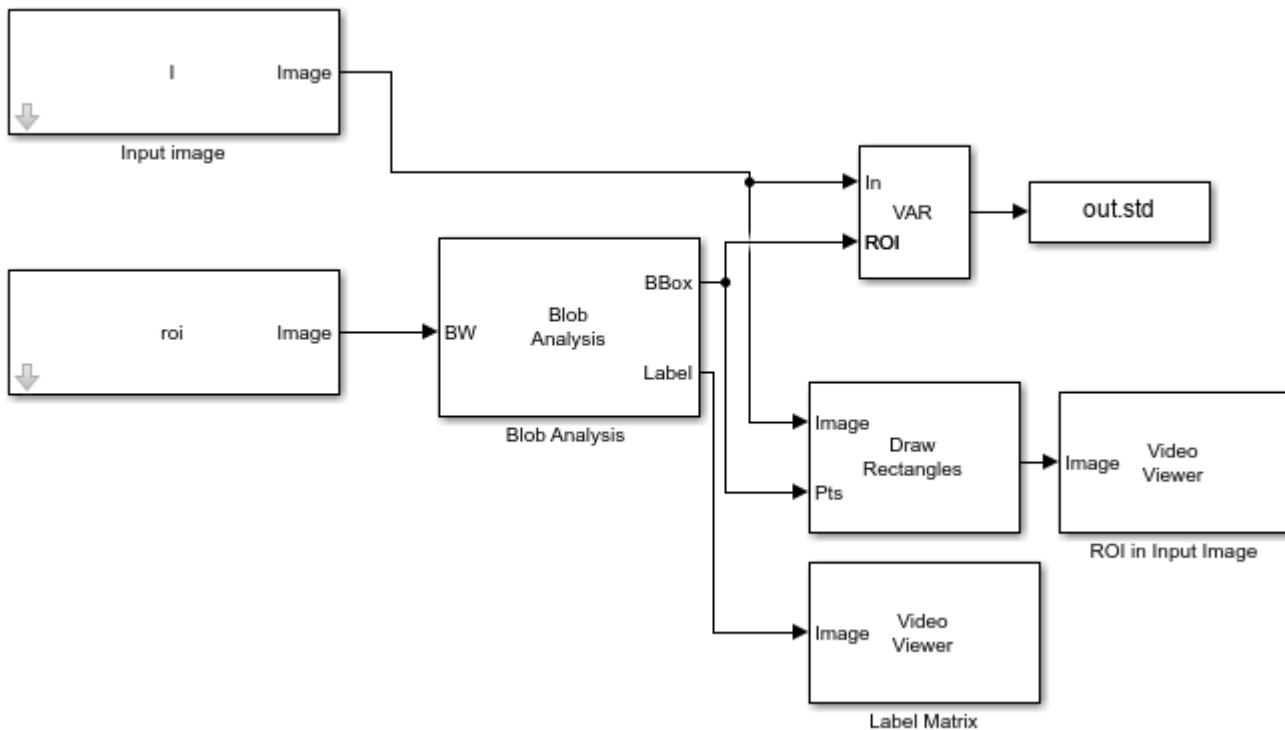 I
Image
Input image
In
VAR
ROI
out.std
roi
Image
BW
Blob
Analysis
BBox
Label
Blob Analysis
Image
Draw
Rectangles
Pts
Image
Video
Viewer
ROI in Input Image
Image
Video
Viewer
Label Matrix